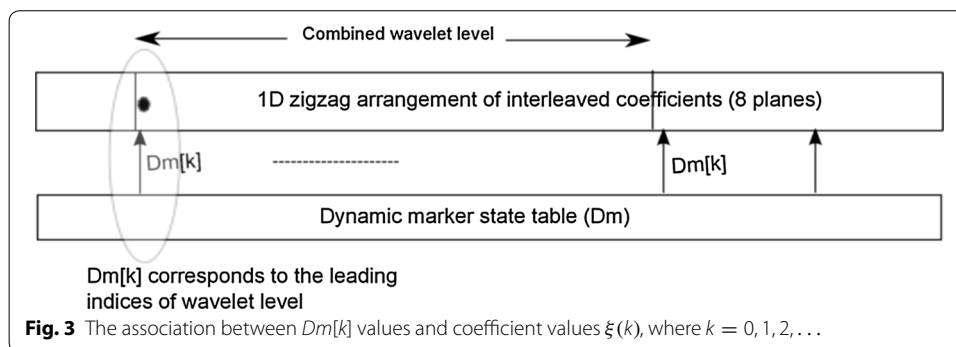 Combined wavelet level
1D zigzag arrangement of interleaved coefficients (8 planes)
Dm[k]
Dm[k]
Dynamic marker state table (Dm)
Dm[k] corresponds to the leading
indices of wavelet level
Fig. 3 The association between Dm[k] values and coefficient values ξ(k), where k = 0, 1, 2, . . .